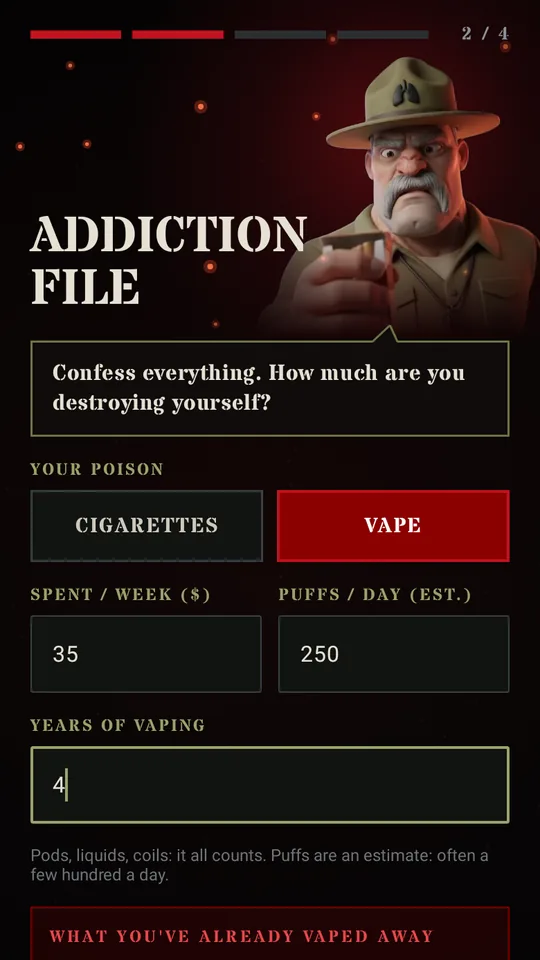 2 / 4
ADDICTION
FILE
Confess everything. How much are you
destroying yourself?
YOUR POISON
CIGARETTES
VAPE
SPENT / WEEK ($)
PUFFS / DAY (EST.)
35
250
YEARS OF VAPING
4
Pods, liquids, coils: it all counts. Puffs are an estimate: often a
few hundred a day.
WHAT YOU'VE ALREADY VAPED AWAY